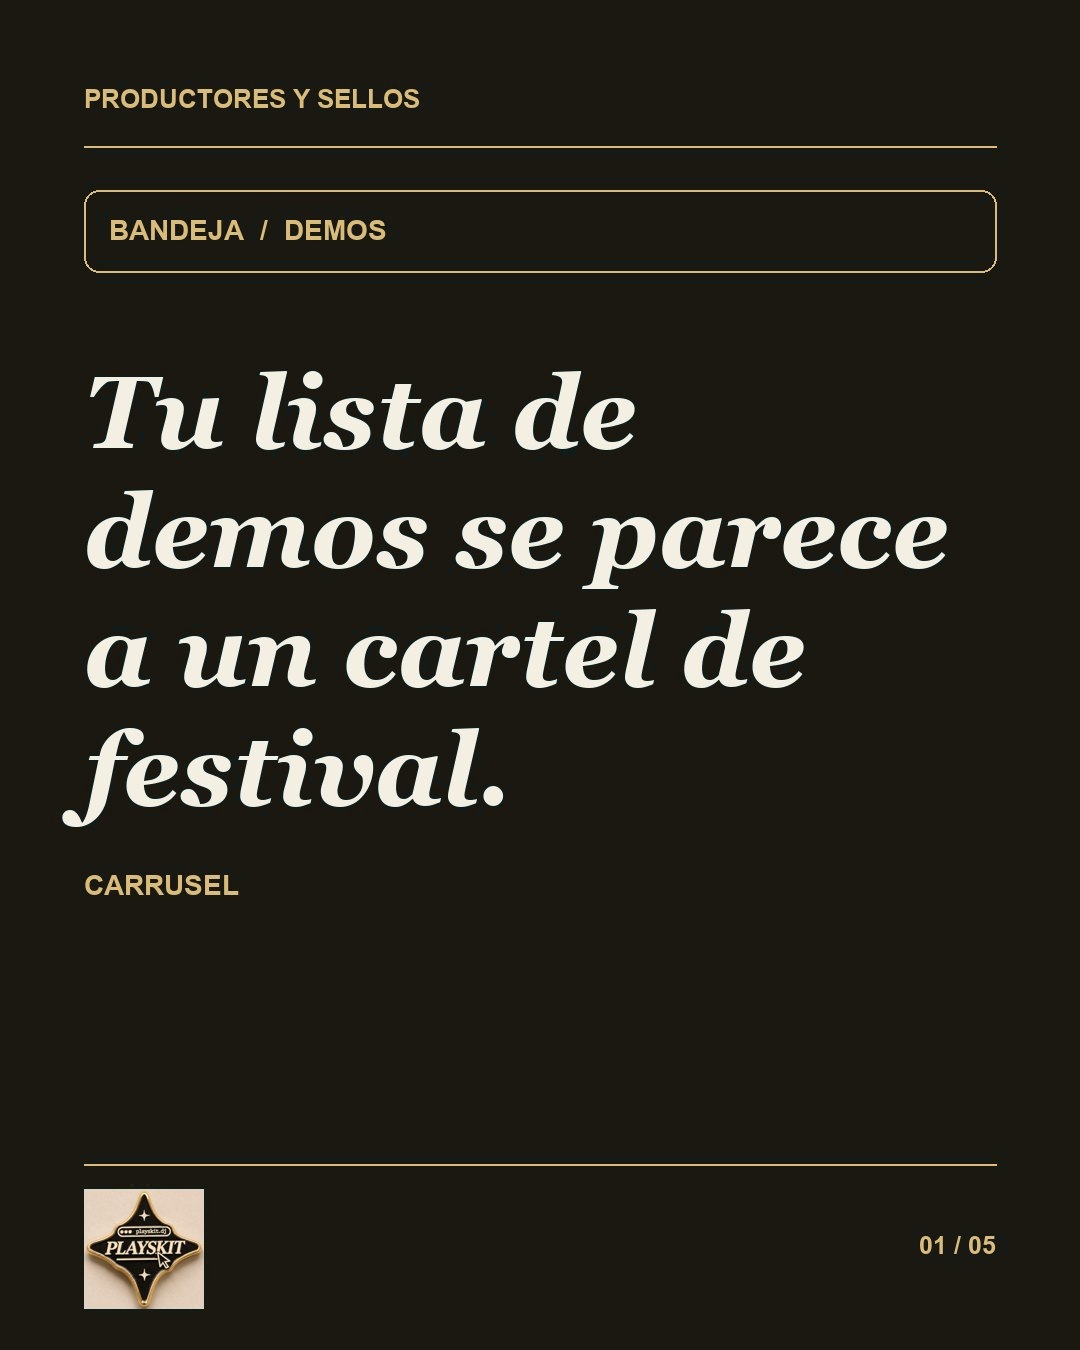 PRODUCTORES Y SELLOS
BANDEJA / DEMOS
Tu lista de
demos se parece
a un cartel de
festival.
CARRUSEL
playskit.dj
PLAYSKIT
01 / 05